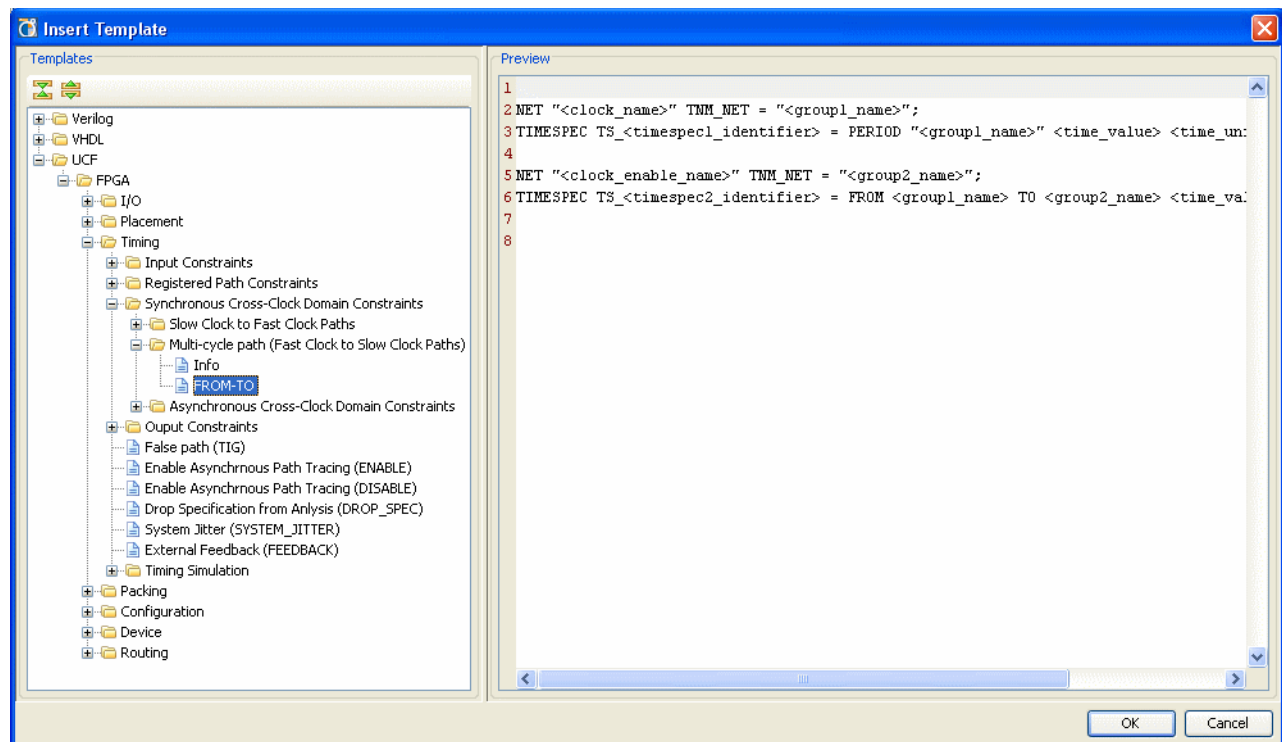 Insert Template
Templates
Verilog
VHDL
UCF
FPGA
I/O
Placement
Timing
Input Constraints
Registered Path Constraints
Synchronous Cross-Clock Domain Constraints
Slow Clock to Fast Clock Paths
Multi-cycle path (Fast Clock to Slow Clock Paths)
Info
FROM-TO
Asynchronous Cross-Clock Domain Constraints
Ouput Constraints
False path (TIG)
Enable Asynchrnous Path Tracing (ENABLE)
Enable Asynchrnous Path Tracing (DISABLE)
Drop Specification from Anlysis (DROP_SPEC)
System Jitter (SYSTEM_JITTER)
External Feedback (FEEDBACK)
Timing Simulation
Packing
Configuration
Device
Routing
Preview
1
2 NET "<clock_name>" TNM_NET = "<group1_name>";
3 TIMESPEC TS_<timespec1_identifier> = PERIOD "<group1_name>" <time_value> <time_uni
4
5 NET "<clock_enable_name>" TNM_NET = "<group2_name>";
6 TIMESPEC TS_<timespec2_identifier> = FROM <group1_name> TO <group2_name> <time_val
7
8
OK
Cancel